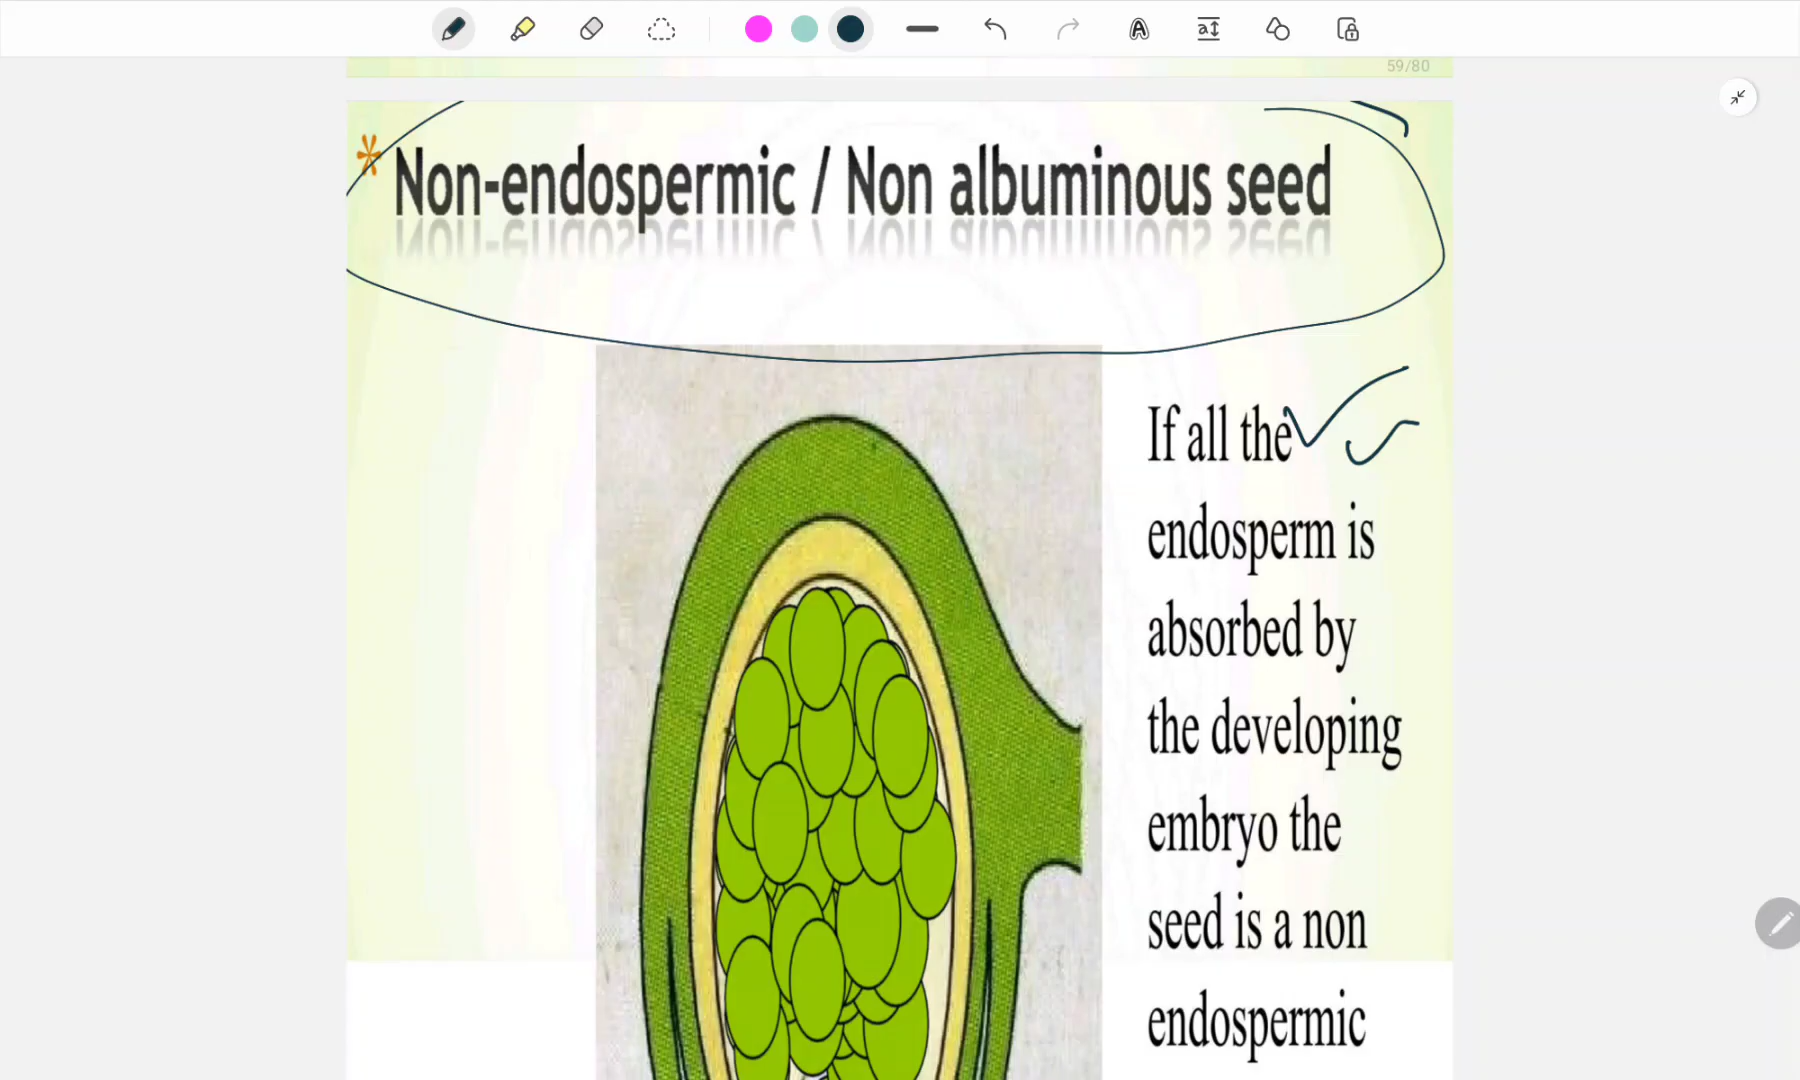 59/80
* Non-endospermic / Non albuminous seed
If all the
endosperm is
absorbed by
the developing
embryo the
seed is a non
endospermic